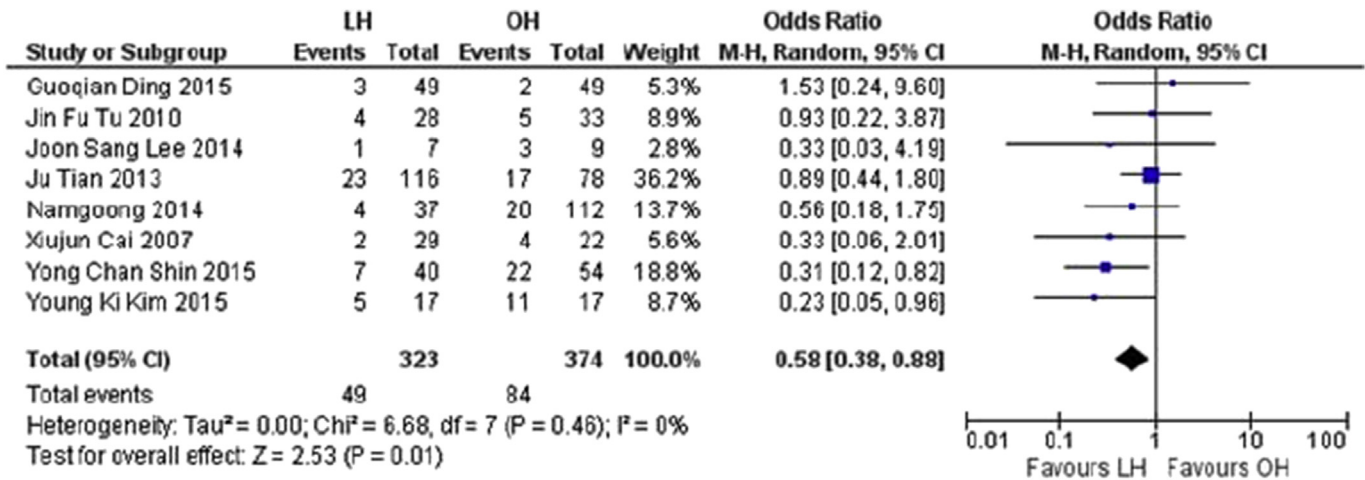 LH OH Odds Ratio Odds Ratio
Study or Subgroup Events Total Events Total Weight M-H, Random, 95% CI M-H, Random, 95% CI
Guoqian Ding 2015 3 49 2 49 5.3% 1.53 [0.24, 9.60]
Jin Fu Tu 2010 4 28 5 33 8.9% 0.93 [0.22, 3.87]
Joon Sang Lee 2014 1 7 3 9 2.8% 0.33 [0.03, 4.19]
Ju Tian 2013 23 116 17 78 36.2% 0.89 [0.44, 1.80]
Namgoong 2014 4 37 20 112 13.7% 0.56 [0.18, 1.75]
Xiujun Cai 2007 2 29 4 22 5.6% 0.33 [0.06, 2.01]
Yong Chan Shin 2015 7 40 22 54 18.8% 0.31 [0.12, 0.82]
Young Ki Kim 2015 5 17 11 17 8.7% 0.23 [0.05, 0.96]
Total (95% CI) 323 374 100.0% 0.58 [0.38, 0.88]
Total events 49 84
Heterogeneity: Tau² = 0.00; Chi² = 6.68, df = 7 (P = 0.46); I² = 0%
Test for overall effect: Z = 2.53 (P = 0.01)
0.01 0.1 1 10 100
Favours LH Favours OH